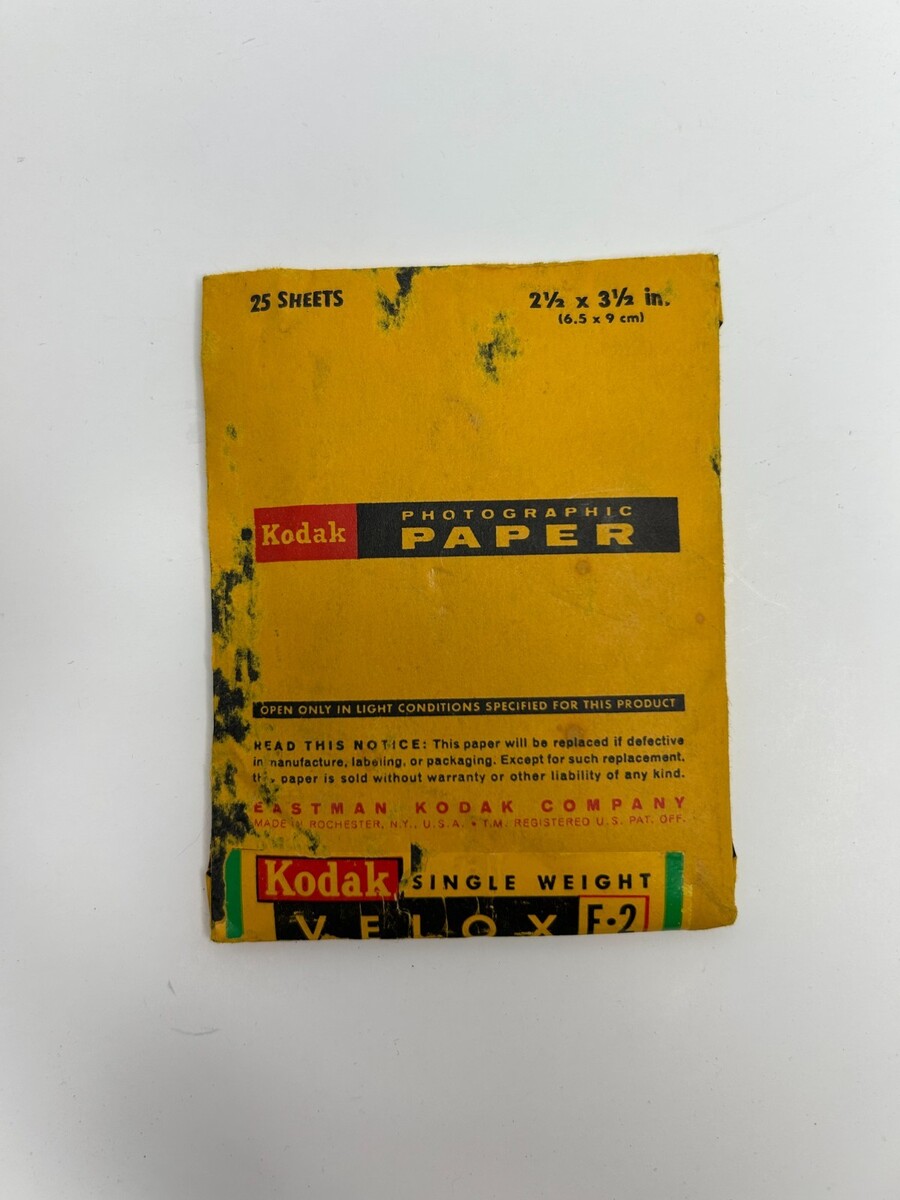 25 SHEETS
2½ x 3½ in.
(6.5 x 9 cm)
Kodak
PHOTOGRAPHIC
PAPER
OPEN ONLY IN LIGHT CONDITIONS SPECIFIED FOR THIS PRODUCT
READ THIS NOTICE: This paper will be replaced if defective
in manufacture, labeling, or packaging. Except for such replacement,
this paper is sold without warranty or other liability of any kind.
EASTMAN KODAK COMPANY
MADE IN ROCHESTER, N.Y., U.S.A. • T.M. REGISTERED U.S. PAT. OFF.
Kodak SINGLE WEIGHT
VELOX F•2